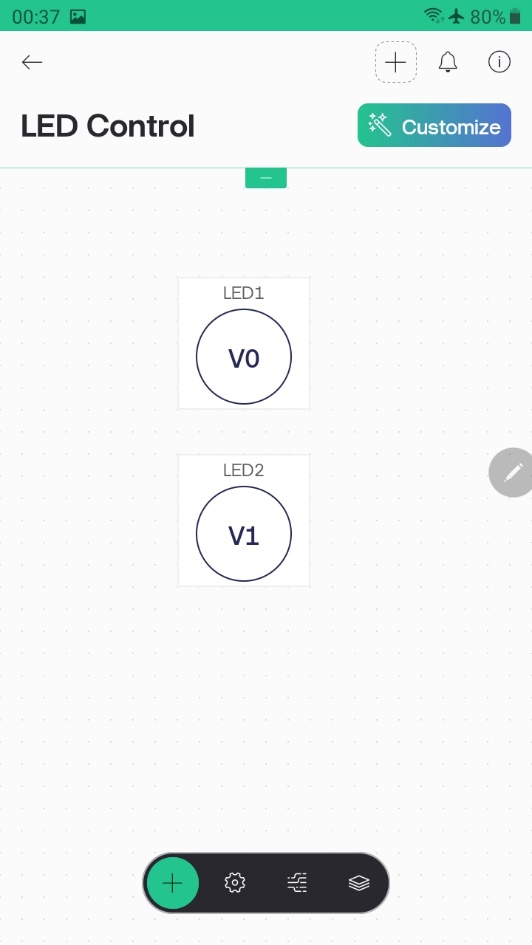 00:37 80%
LED Control
Customize
LED1
V0
LED2
V1